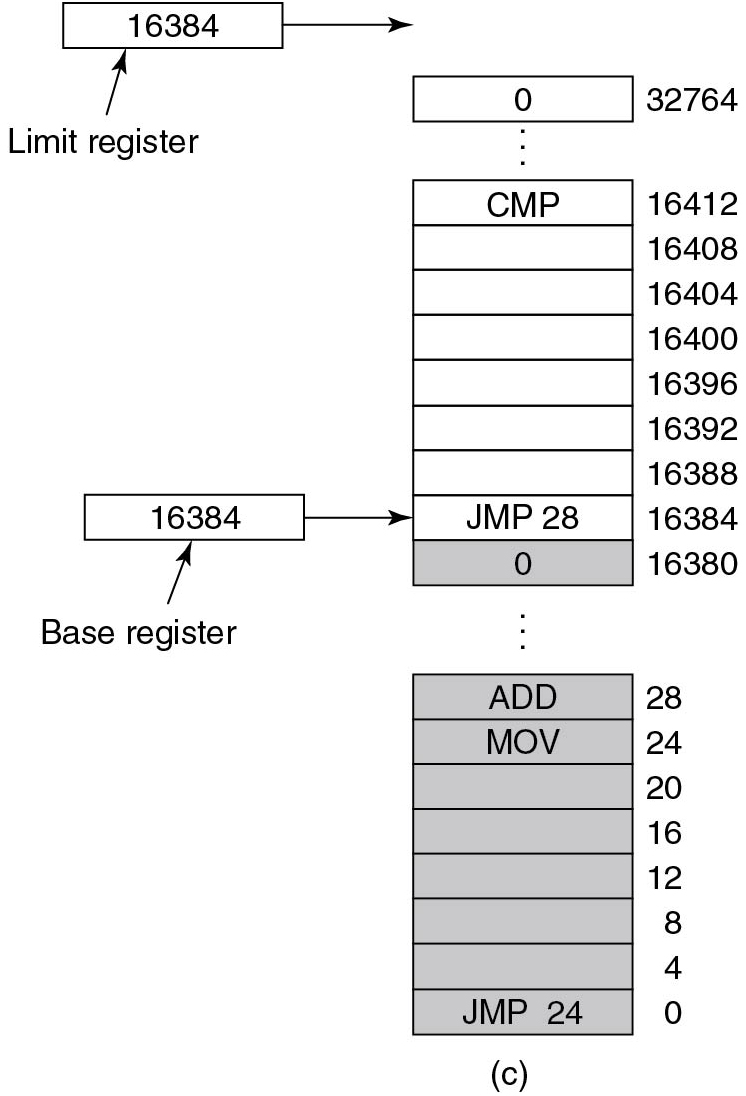 16384
Limit register
0 32764
CMP 16412
16408
16404
16400
16396
16392
16388
16384
JMP 28 16384
Base register
0 16380
ADD 28
MOV 24
20
16
12
8
4
JMP 24 0
(c)